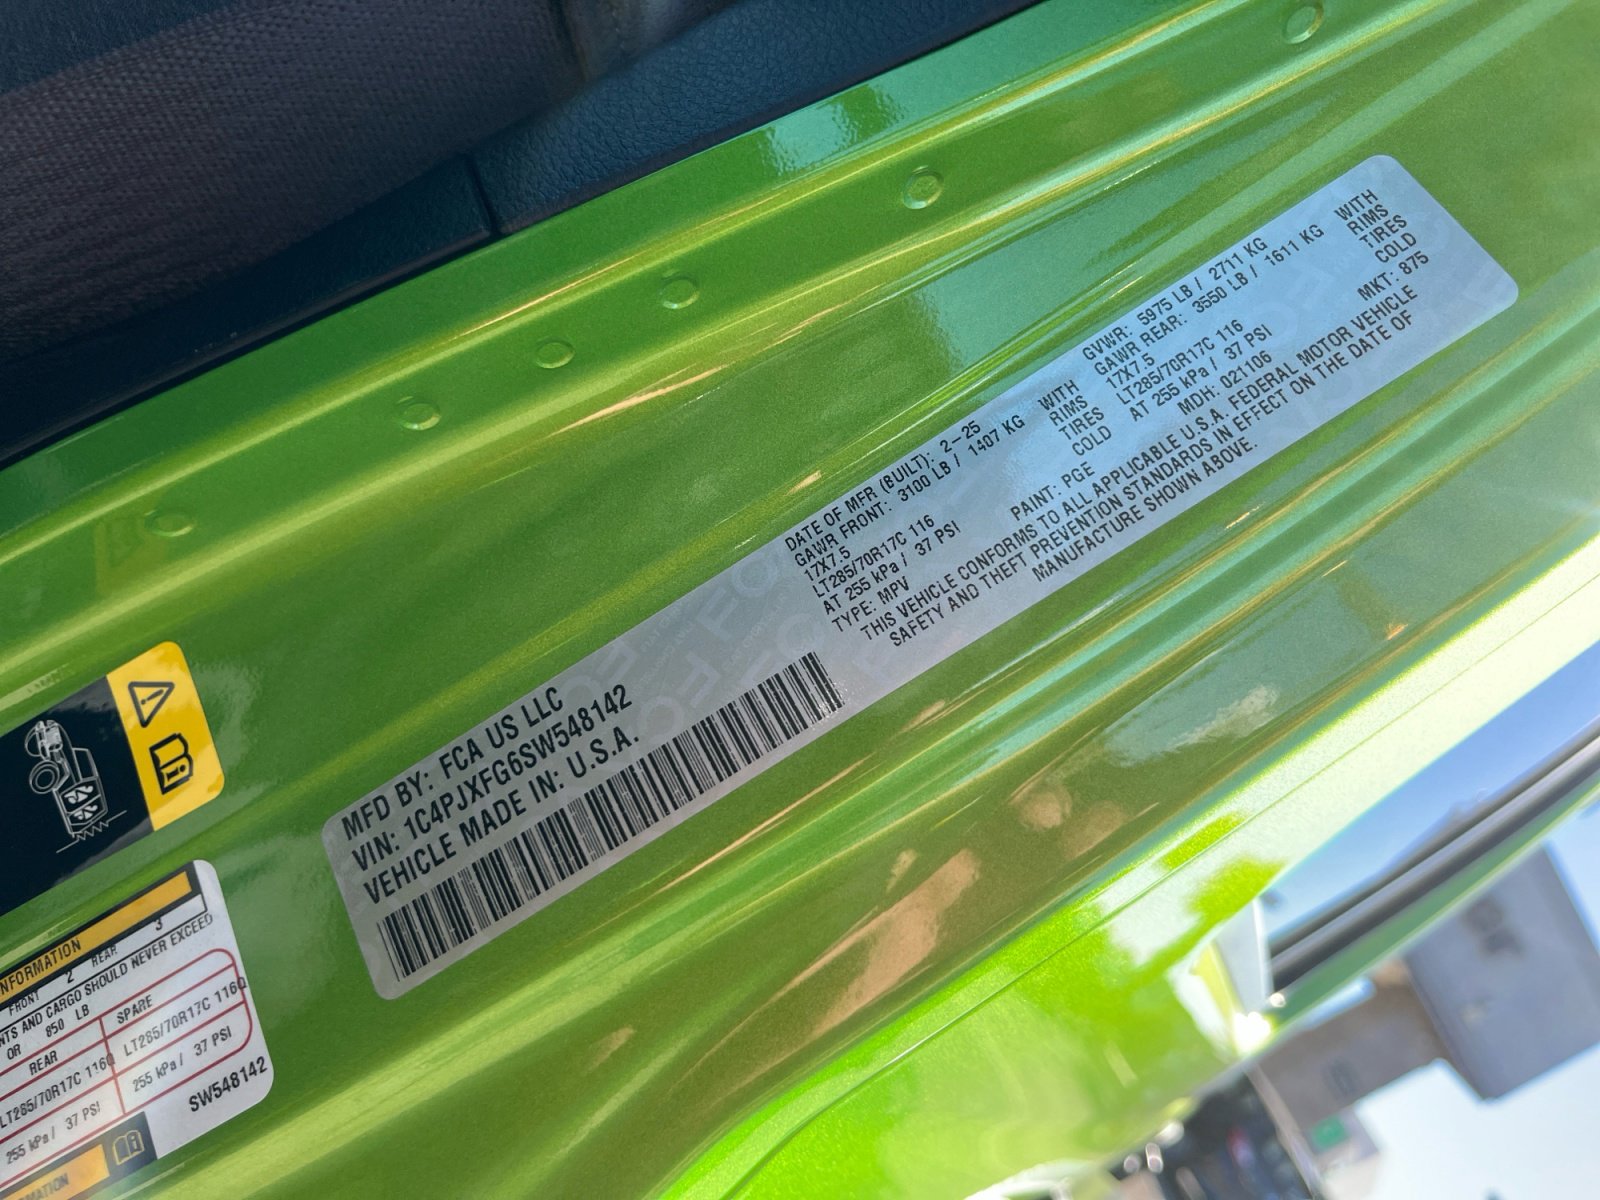 MFD BY: FCA US LLC
VIN: 1C4PJXFG6SW548142
VEHICLE MADE IN: U.S.A.
DATE OF MFR (BUILT): 2-25
GAWR FRONT: 3100 LB / 1407 KG WITH
17X7.5 RIMS
LT285/70R17C 116 TIRES
AT 255 kPa / 37 PSI COLD
TYPE: MPV PAINT: PGE
GVWR: 5975 LB / 2711 KG
GAWR REAR: 3550 LB / 1611 KG WITH
17X7.5 RIMS
LT285/70R17C 116 TIRES
AT 255 kPa / 37 PSI COLD
MDH: 021106 MKT: 875
THIS VEHICLE CONFORMS TO ALL APPLICABLE U.S.A. FEDERAL MOTOR VEHICLE
SAFETY AND THEFT PREVENTION STANDARDS IN EFFECT ON THE DATE OF
MANUFACTURE SHOWN ABOVE.
FRONT 2 REAR 3
AND CARGO SHOULD NEVER EXCEED
OR 850 LB
REAR SPARE
LT285/70R17C 116Q LT285/70R17C 116Q
255 kPa / 37 PSI 255 kPa / 37 PSI
SW548142